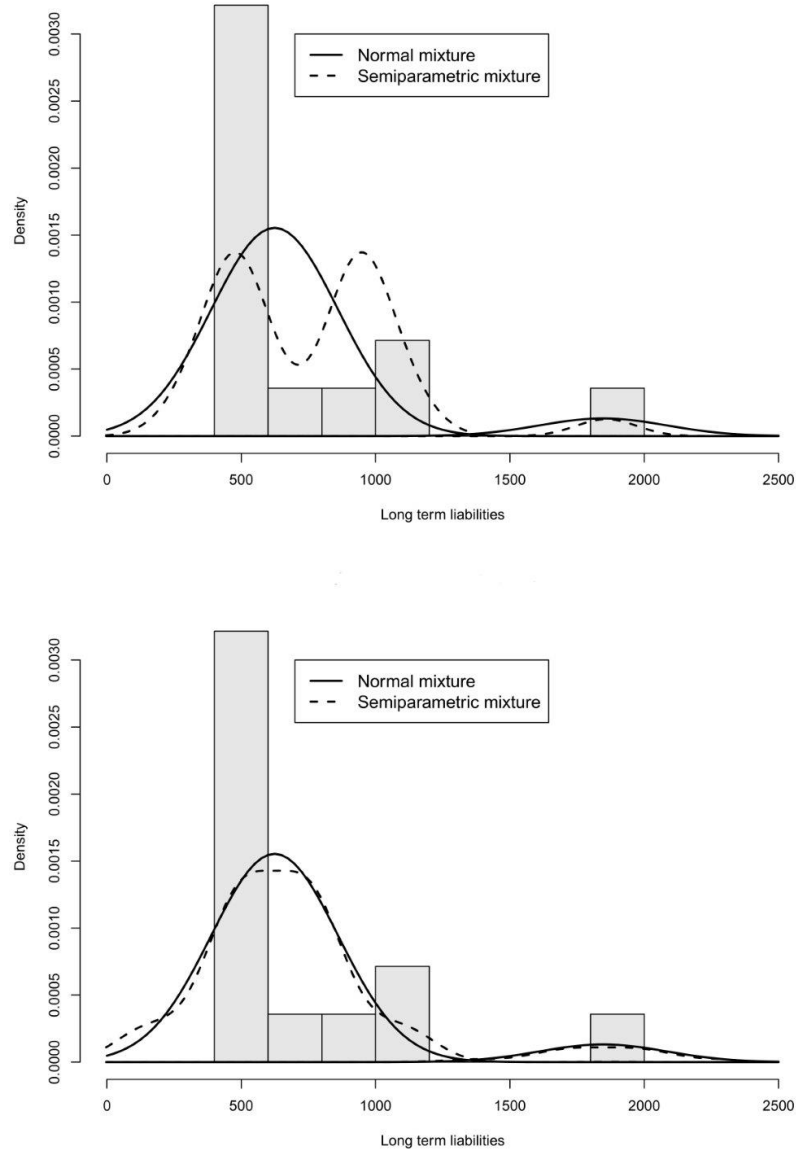 0.0030
0.0025
0.0020
0.0015
0.0010
0.0005
0.0000
Density
Normal mixture
Semiparametric mixture
0 500 1000 1500 2000 2500
Long term liabilities
0.0030
0.0025
0.0020
0.0015
0.0010
0.0005
0.0000
Density
Normal mixture
Semiparametric mixture
0 500 1000 1500 2000 2500
Long term liabilities